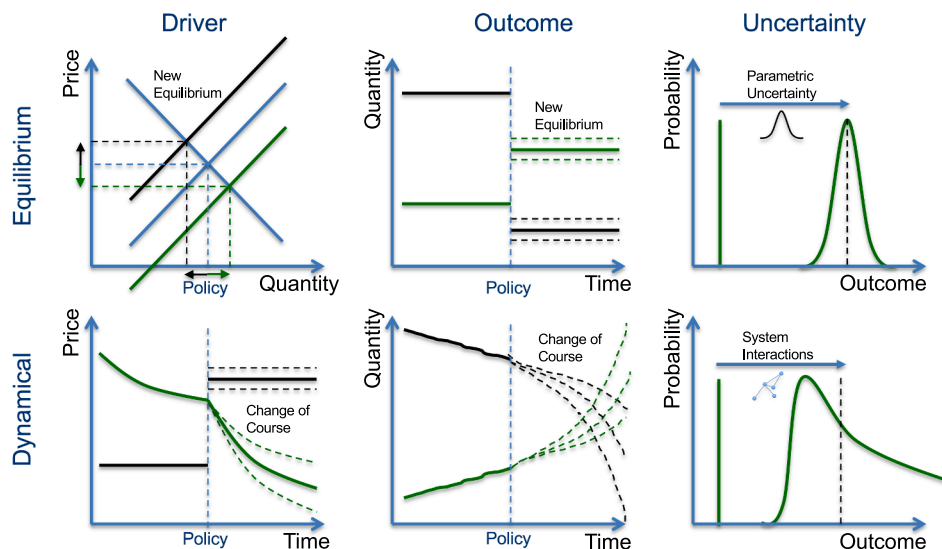 Driver
Outcome
Uncertainty
Equilibrium
Price
New
Equilibrium
Policy
Quantity
Quantity
New
Equilibrium
Policy
Time
Probability
Parametric
Uncertainty
Outcome
Dynamical
Price
Change of
Course
Policy
Time
Quantity
Change of
Course
Policy
Time
Probability
System
Interactions
Outcome